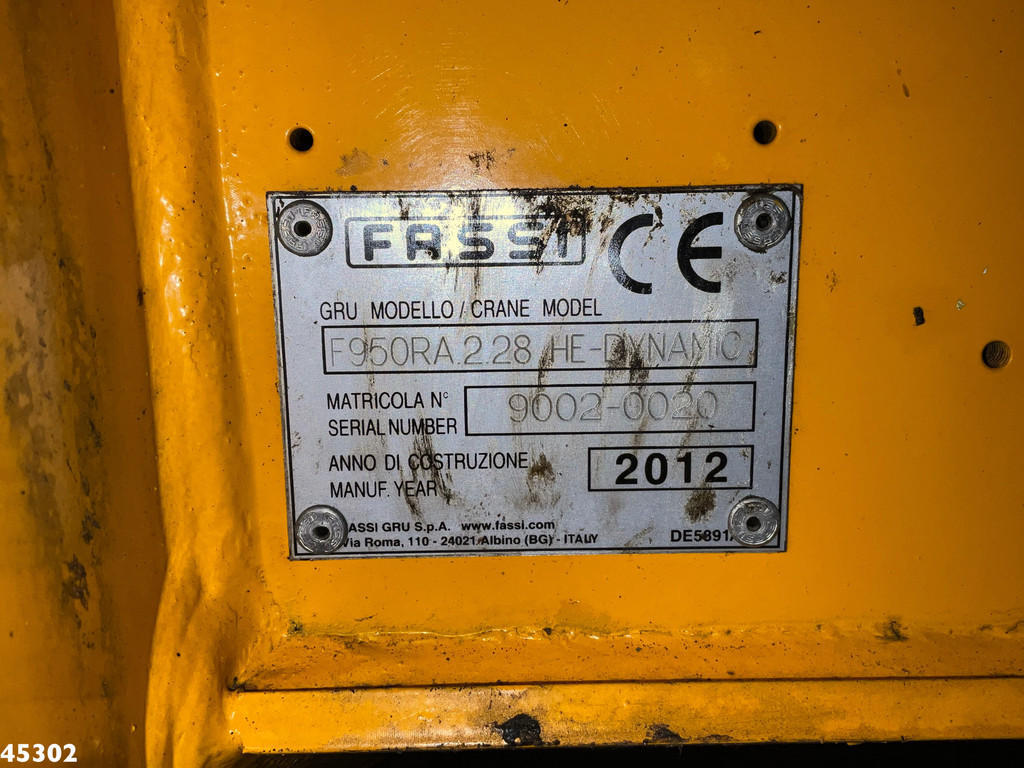 FASSI CE
GRU MODELLO / CRANE MODEL
F950RA.2.28 HE-DYNAMIC
MATRICOLA N° 9002-0020
SERIAL NUMBER
ANNO DI COSTRUZIONE 2012
MANUF. YEAR
FASSI GRU S.p.A. www.fassi.com
Via Roma, 110 - 24021 Albino (BG) - ITALY
45302